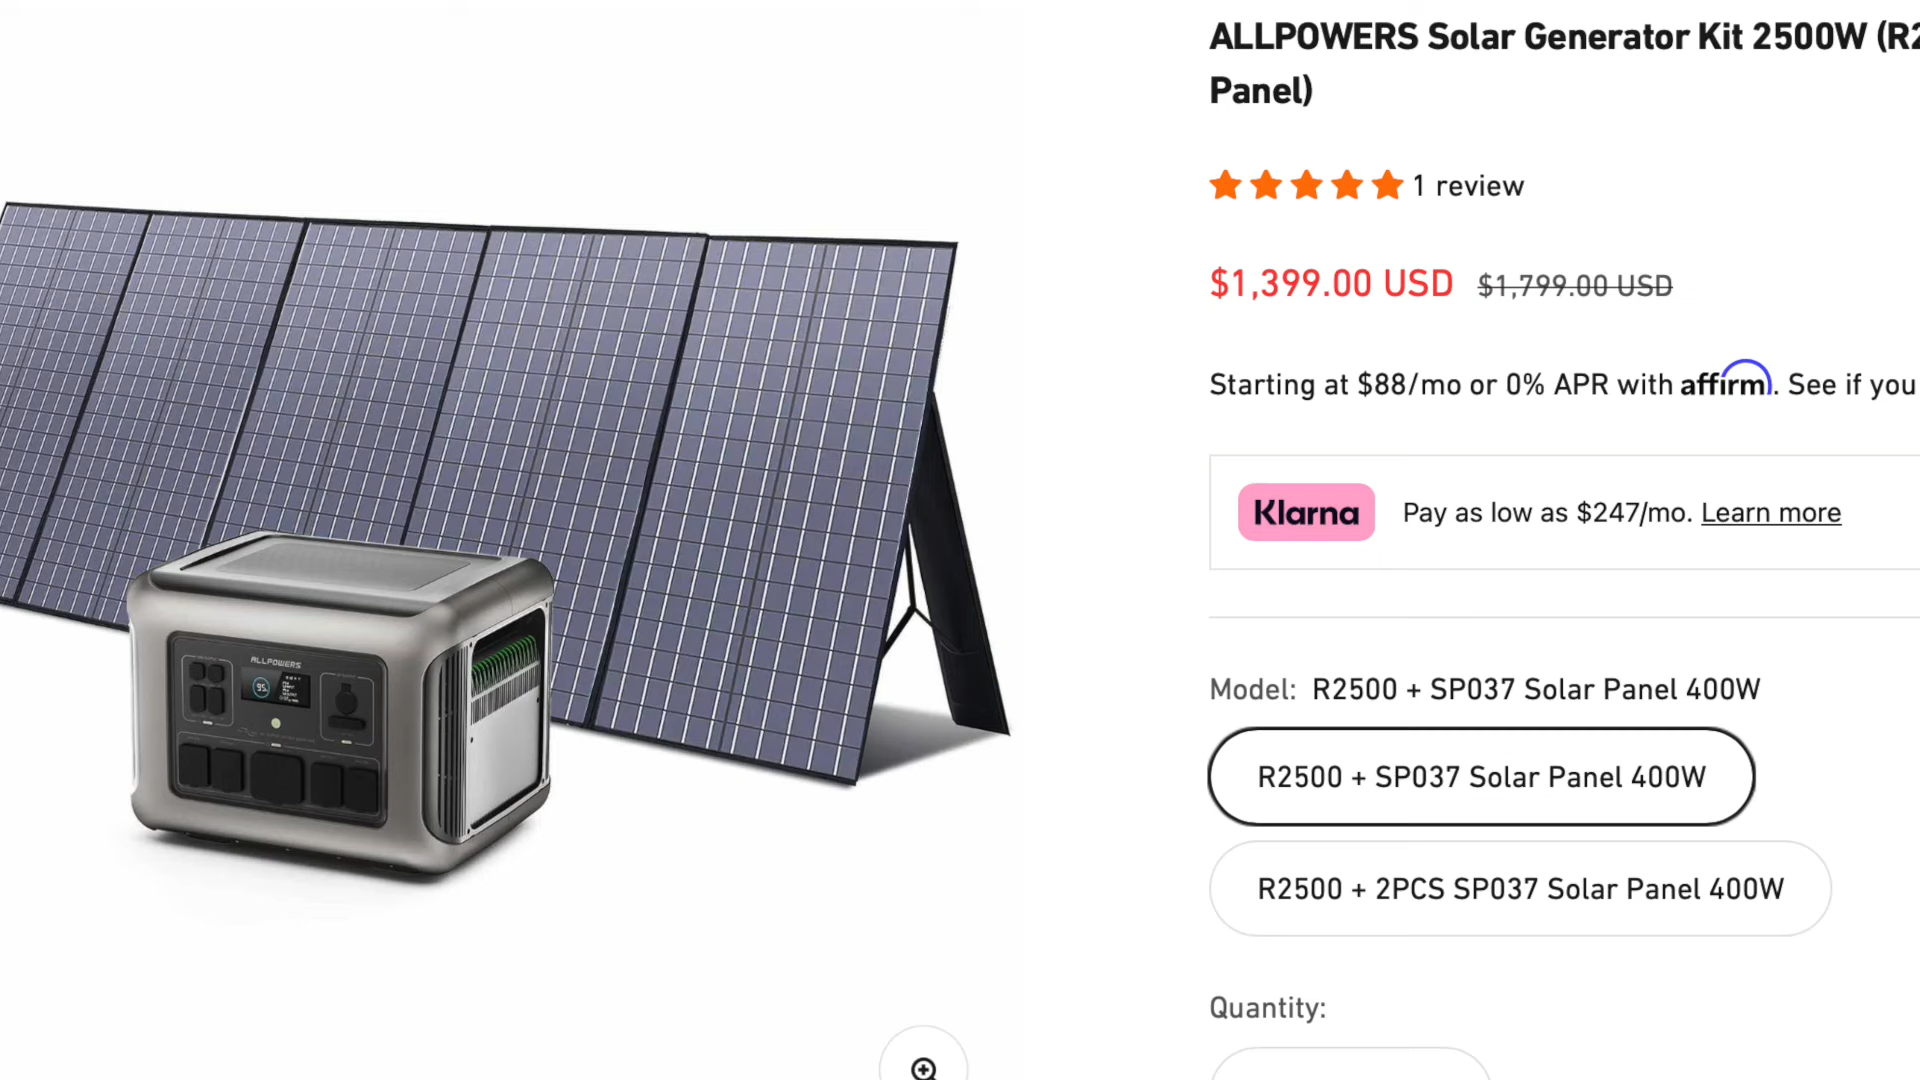 ALLPOWERS Solar Generator Kit 2500W (R2
Panel)
1 review
$1,399.00 USD $1,799.00 USD
Starting at $88/mo or 0% APR with affirm. See if you
Klarna Pay as low as $247/mo. Learn more
Model: R2500 + SP037 Solar Panel 400W
R2500 + SP037 Solar Panel 400W
R2500 + 2PCS SP037 Solar Panel 400W
Quantity:
ALLPOWERS
95